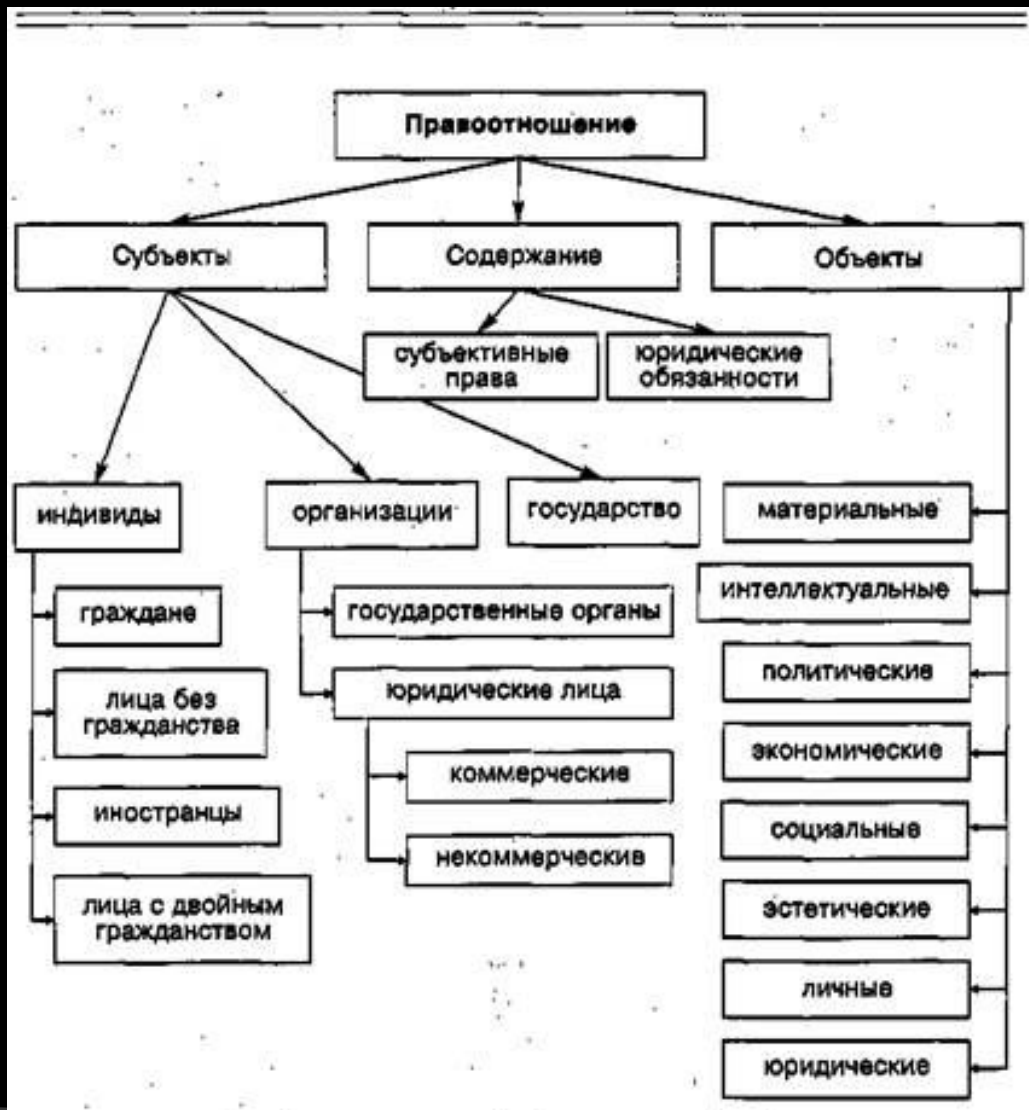 Правоотношение
Субъекты
Содержание
Объекты
субъективные
права
юридические
обязанности
индивиды
организации
государство
материальные
граждане
государственные органы
интеллектуальные
лица без
гражданства
юридические лица
политические
коммерческие
экономические
иностранцы
некоммерческив
социальные
лица с двойным
гражданством
эстетические
личные
юридические